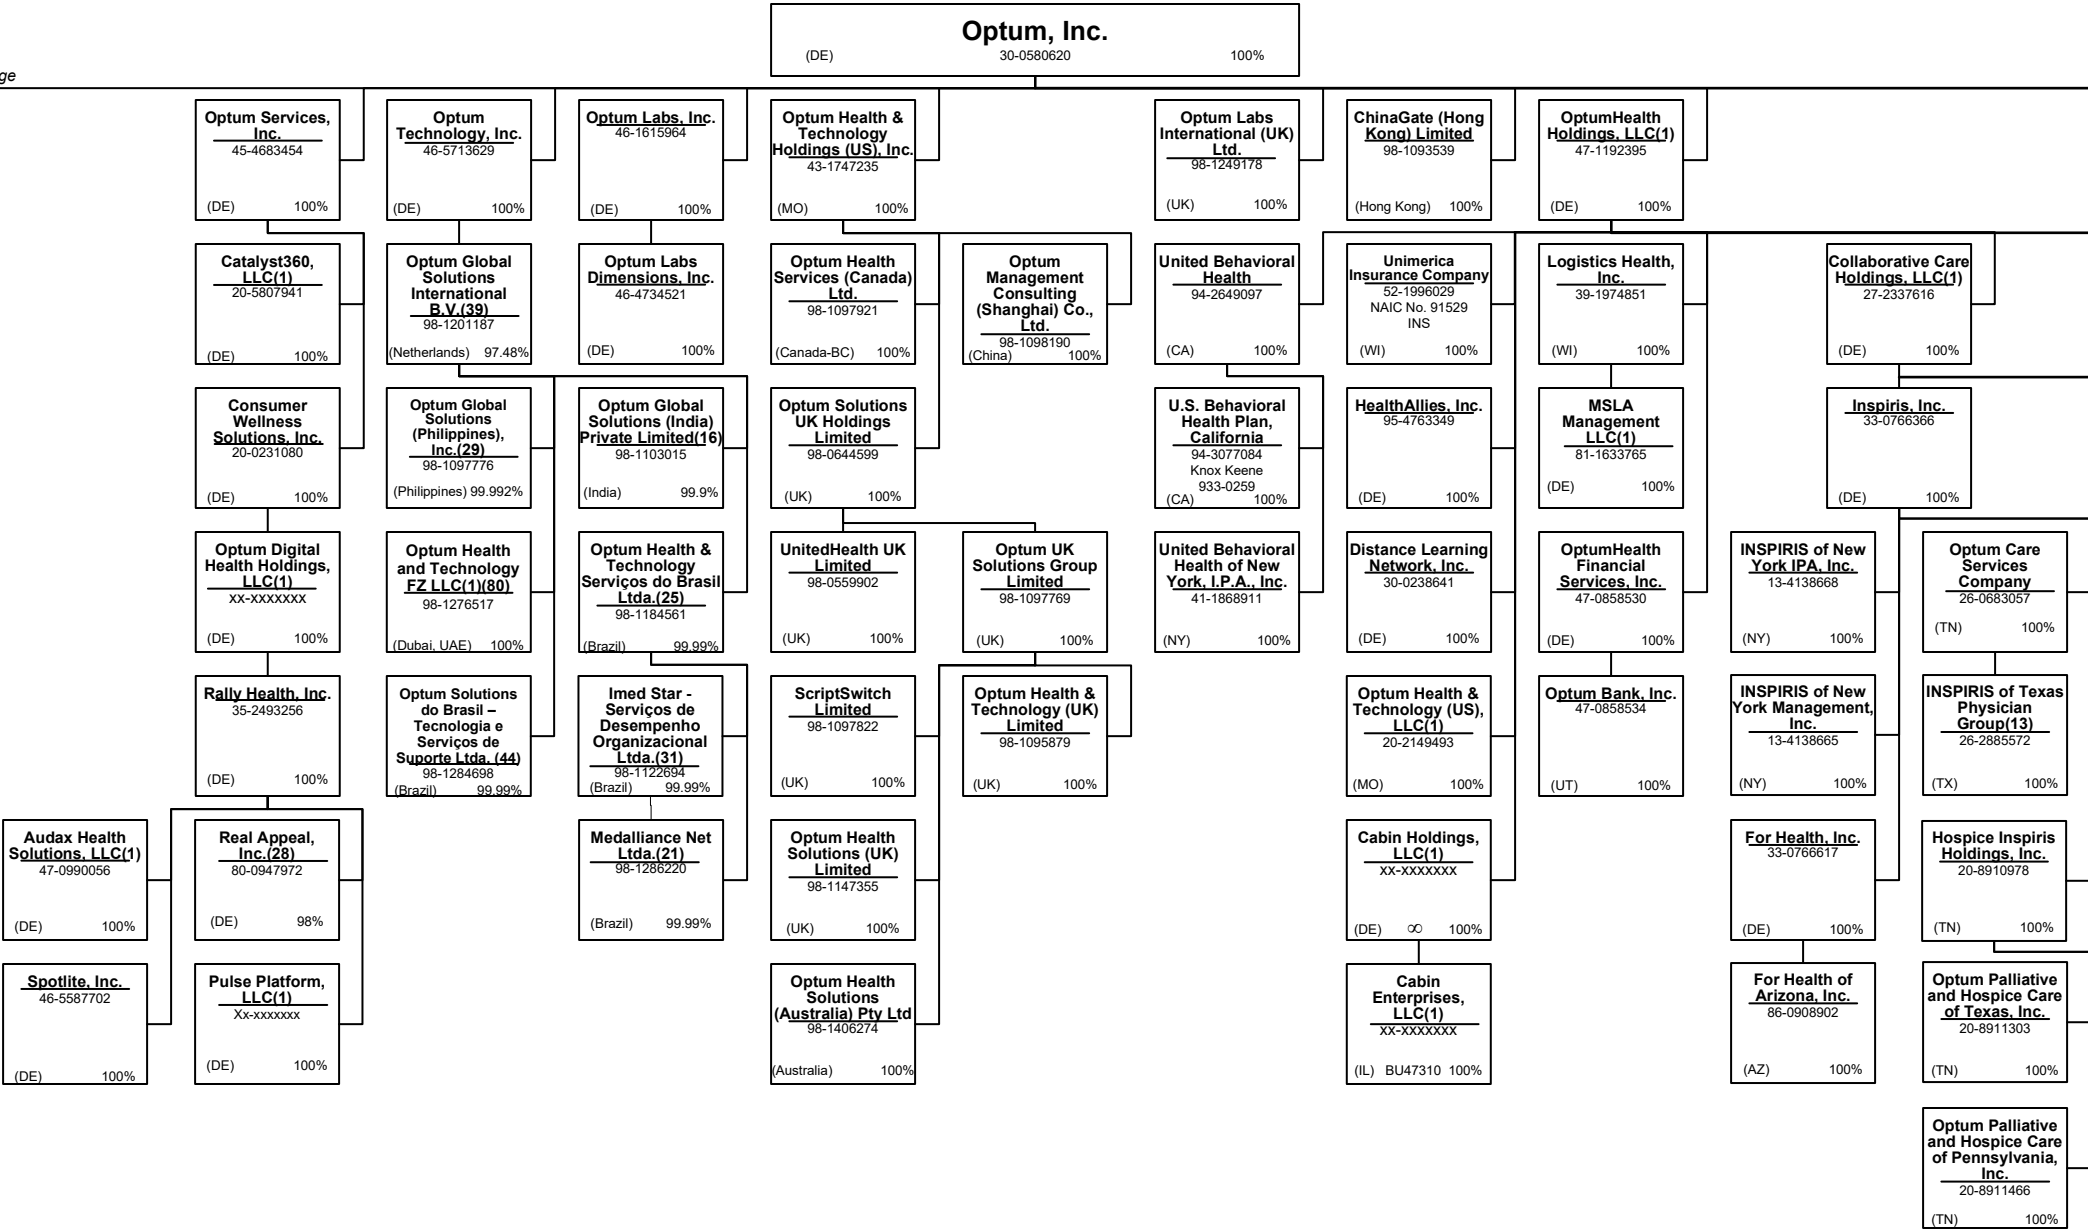 Optum, Inc.
(DE) 30-0580620 100%
ge
Optum Services,
Inc.
45-4683454
(DE) 100%
Optum
Technology, Inc.
46-5713629
(DE) 100%
Optum Labs, Inc.
46-1615964
(DE) 100%
Optum Health &
Technology
Holdings (US), Inc.
43-1747235
(MO) 100%
Optum Labs
International (UK)
Ltd.
98-1249178
(UK) 100%
ChinaGate (Hong
Kong) Limited
98-1093539
(Hong Kong) 100%
OptumHealth
Holdings, LLC(1)
47-1192395
(DE) 100%
Catalyst360,
LLC(1)
20-5807941
(DE) 100%
Optum Global
Solutions
International
B.V.(39)
98-1201187
(Netherlands) 97.48%
Optum Labs
Dimensions, Inc.
46-4734521
(DE) 100%
Optum Health
Services (Canada)
Ltd.
98-1097921
(Canada-BC) 100%
Optum
Management
Consulting
(Shanghai) Co.,
Ltd.
98-1098190
(China) 100%
United Behavioral
Health
94-2649097
(CA) 100%
Unimerica
Insurance Company
52-1996029
NAIC No. 91529
INS
(WI) 100%
Logistics Health,
Inc.
39-1974851
(WI) 100%
Collaborative Care
Holdings, LLC(1)
27-2337616
(DE) 100%
Consumer
Wellness
Solutions, Inc.
20-0231080
(DE) 100%
Optum Global
Solutions
(Philippines),
Inc.(29)
98-1097776
(Philippines) 99.992%
Optum Global
Solutions (India)
Private Limited(16)
98-1103015
(India) 99.9%
Optum Solutions
UK Holdings
Limited
98-0644599
(UK) 100%
U.S. Behavioral
Health Plan,
California
94-3077084
Knox Keene
933-0259
(CA) 100%
HealthAllies, Inc.
95-4763349
(DE) 100%
MSLA
Management
LLC(1)
81-1633765
(DE) 100%
Inspiris, Inc.
33-0766366
(DE) 100%
Optum Digital
Health Holdings,
LLC(1)
xx-xxxxxxx
(DE) 100%
Optum Health
and Technology
FZ LLC(1)(80)
98-1276517
(Dubai, UAE) 100%
Optum Health &
Technology
Serviços do Brasil
Ltda.(25)
98-1184561
(Brazil) 99.99%
UnitedHealth UK
Limited
98-0559902
(UK) 100%
Optum UK
Solutions Group
Limited
98-1097769
(UK) 100%
United Behavioral
Health of New
York, I.P.A., Inc.
41-1868911
(NY) 100%
Distance Learning
Network, Inc.
30-0238641
(DE) 100%
OptumHealth
Financial
Services, Inc.
47-0858530
(DE) 100%
INSPIRIS of New
York IPA, Inc.
13-4138668
(NY) 100%
Optum Care
Services
Company
26-0683057
(TN) 100%
Rally Health, Inc.
35-2493256
(DE) 100%
Optum Solutions
do Brasil –
Tecnologia e
Serviços de
Suporte Ltda. (44)
98-1284698
(Brazil) 99.99%
Imed Star -
Serviços de
Desempenho
Organizacional
Ltda.(31)
98-1122694
(Brazil) 99.99%
ScriptSwitch
Limited
98-1097822
(UK) 100%
Optum Health &
Technology (UK)
Limited
98-1095879
(UK) 100%
Optum Health &
Technology (US),
LLC(1)
20-2149493
(MO) 100%
Optum Bank, Inc.
47-0858534
(UT) 100%
INSPIRIS of New
York Management,
Inc.
13-4138665
(NY) 100%
INSPIRIS of Texas
Physician
Group(13)
26-2885572
(TX) 100%
Audax Health
Solutions, LLC(1)
47-0990056
(DE) 100%
Real Appeal,
Inc.(28)
80-0947972
(DE) 98%
Medalliance Net
Ltda.(21)
98-1286220
(Brazil) 99.99%
Optum Health
Solutions (UK)
Limited
98-1147355
(UK) 100%
Cabin Holdings,
LLC(1)
xx-xxxxxxx
(DE) ∞ 100%
For Health, Inc.
33-0766617
(DE) 100%
Hospice Inspiris
Holdings, Inc.
20-8910978
(TN) 100%
Spotlite, Inc.
46-5587702
(DE) 100%
Pulse Platform,
LLC(1)
Xx-xxxxxxx
(DE) 100%
Optum Health
Solutions
(Australia) Pty Ltd
98-1406274
(Australia) 100%
Cabin
Enterprises,
LLC(1)
xx-xxxxxxx
(IL) BU47310 100%
For Health of
Arizona, Inc.
86-0908902
(AZ) 100%
Optum Palliative
and Hospice Care
of Texas, Inc.
20-8911303
(TN) 100%
Optum Palliative
and Hospice Care
of Pennsylvania,
Inc.
20-8911466
(TN) 100%